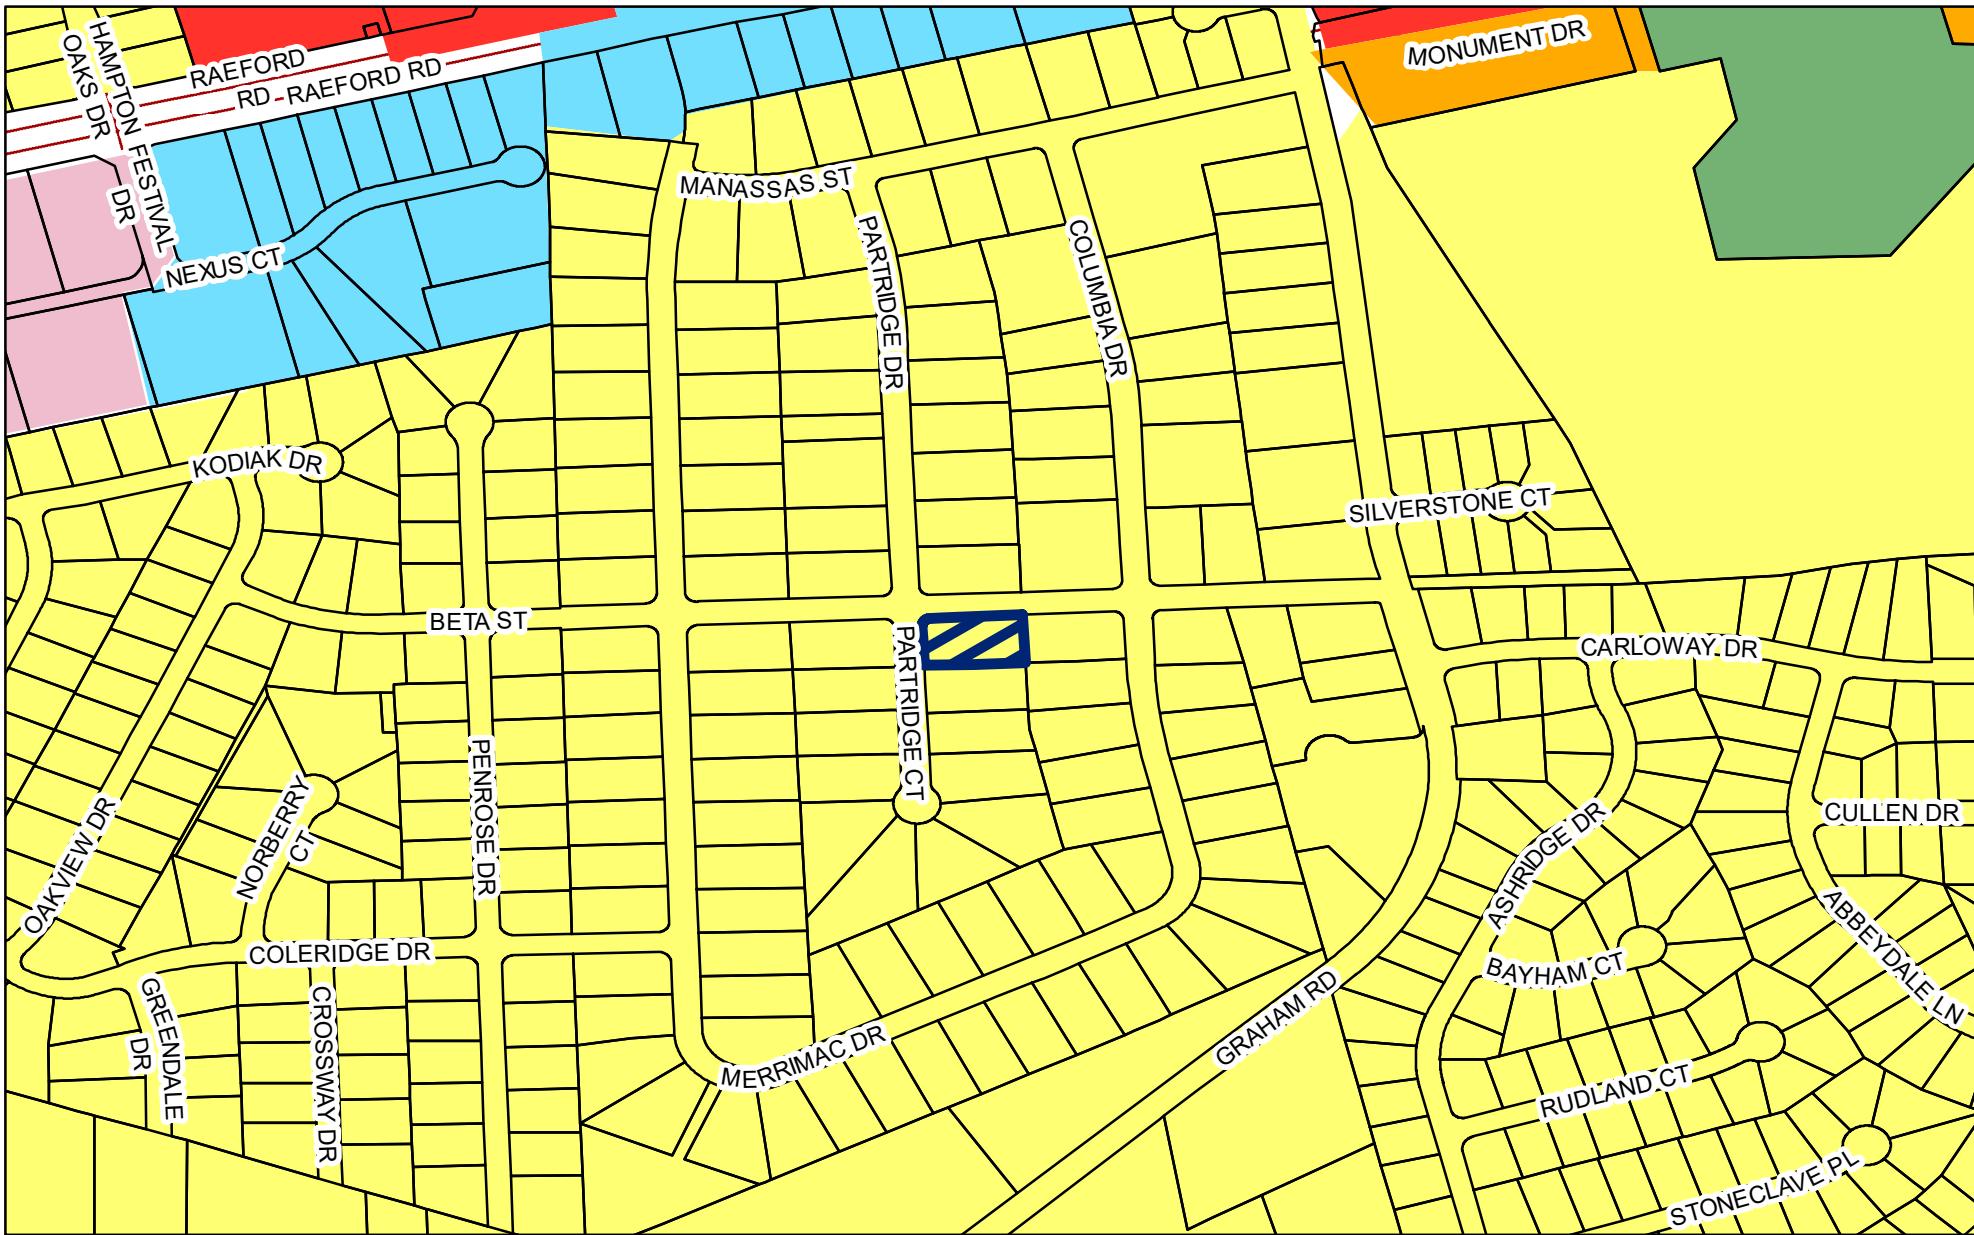 HAMPTON
OAKS DR
RAEFORD
RD
RAEFORD RD
MONUMENT DR
FESTIVAL
DR
MANASSAS ST
NEXUS CT
PARTRIDGE DR
COLUMBIA DR
KODIAK DR
SILVERSTONE CT
BETA ST
CARLOWAY DR
PARTRIDGE CT
PENROSE DR
NORBERRY
CT
OAKVIEW DR
CULLEN DR
ASHRIDGE DR
ABBEYDALE LN
COLERIDGE DR
BAYHAM CT
GREENDALE
DR
CROSSWAY DR
GRAHAM RD
MERRIMAC DR
RUDLAND CT
STONECLAVE PL